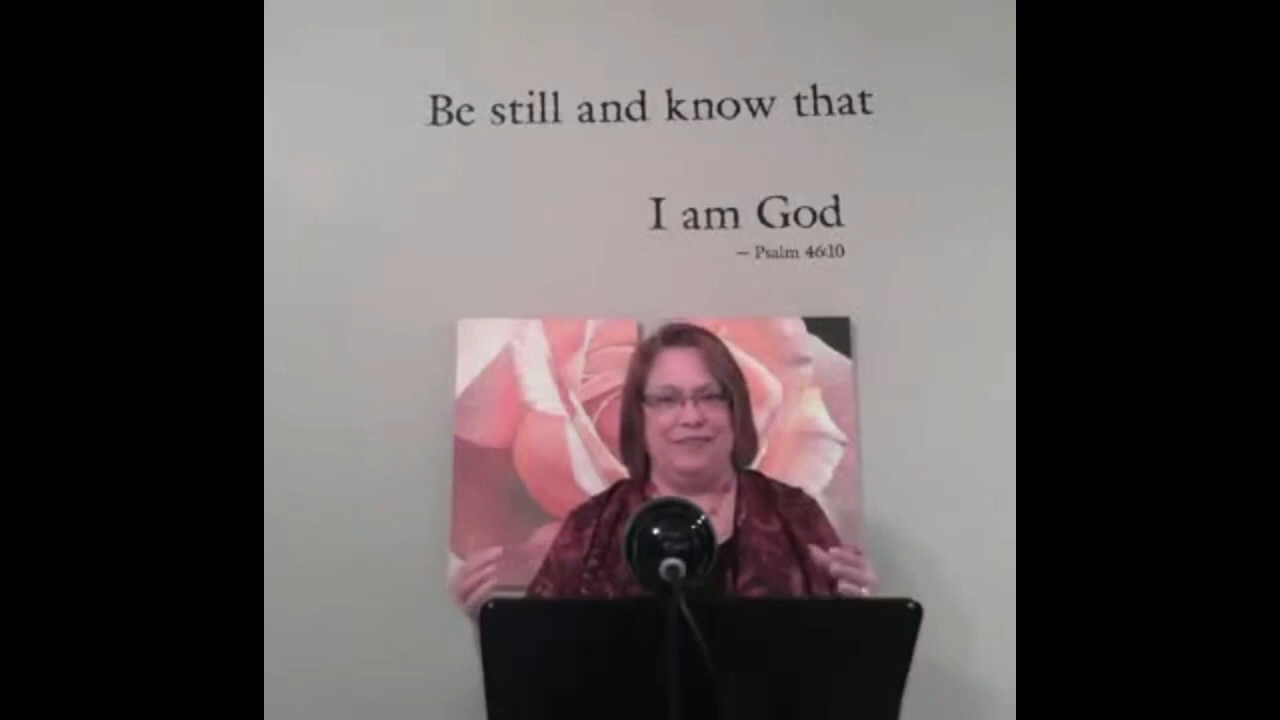 Be still and know that
I am God
– Psalm 46:10